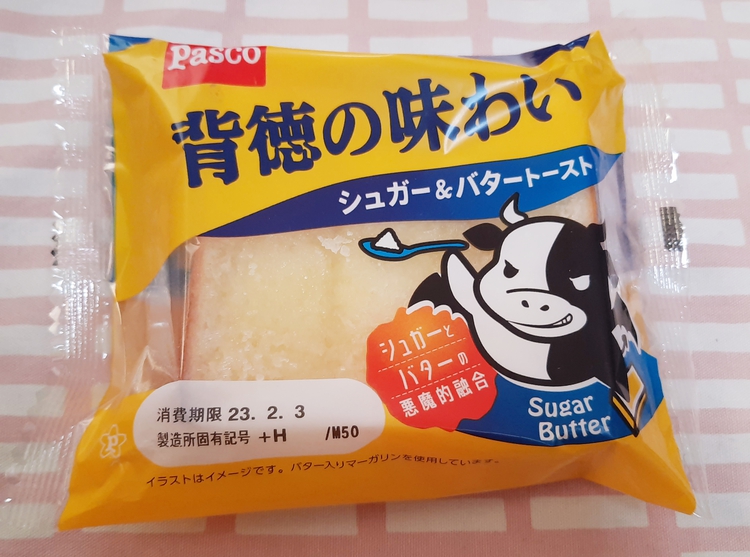 Pasco
背徳の味わい
シュガー&バタートースト
シュガーと
バターの
悪魔的融合
Sugar
Butter
消費期限 23. 2. 3
製造所固有記号 +H /M50
イラストはイメージです。バター入りマーガリンを使用しています。